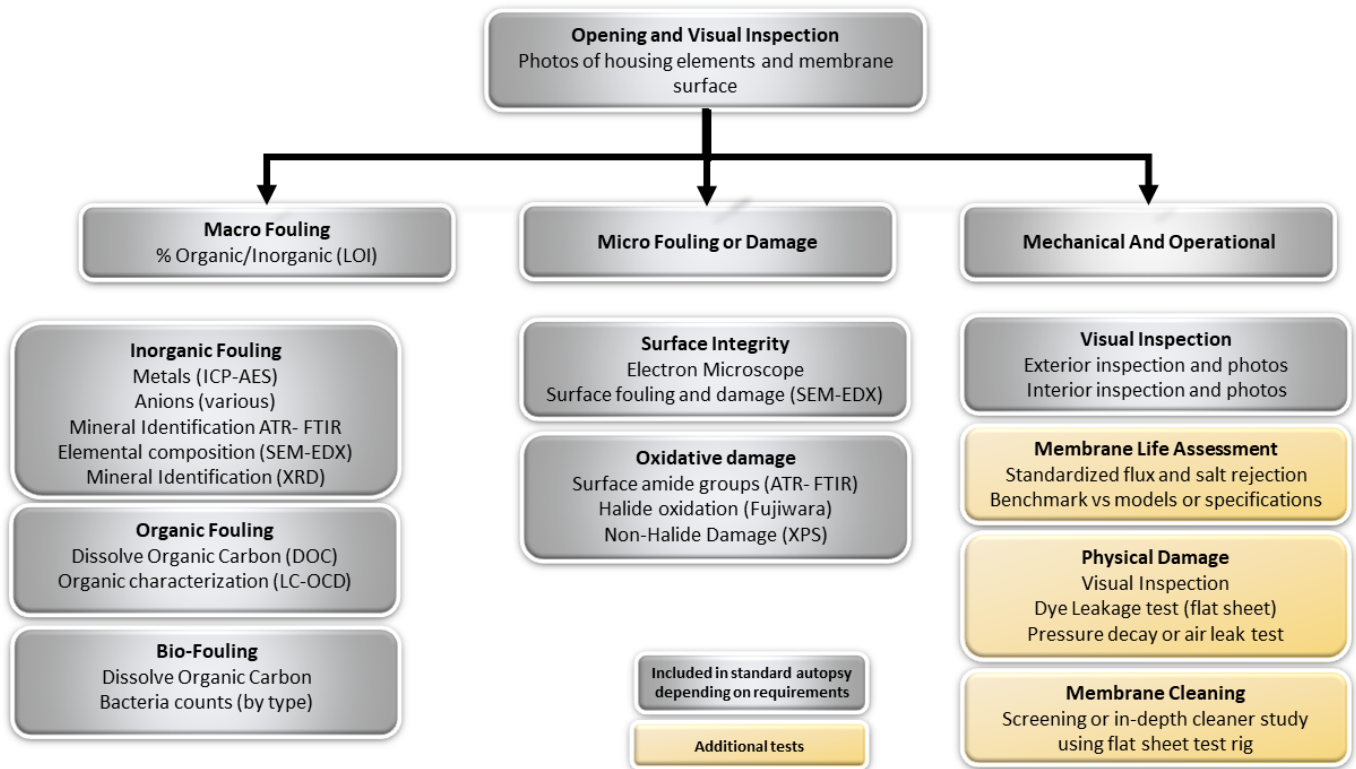 Opening and Visual Inspection
Photos of housing elements and membrane
surface
Macro Fouling
% Organic/Inorganic (LOI)
Micro Fouling or Damage
Mechanical And Operational
Inorganic Fouling
Metals (ICP-AES)
Anions (various)
Mineral Identification ATR- FTIR
Elemental composition (SEM-EDX)
Mineral Identification (XRD)
Organic Fouling
Dissolve Organic Carbon (DOC)
Organic characterization (LC-OCD)
Bio-Fouling
Dissolve Organic Carbon
Bacteria counts (by type)
Surface Integrity
Electron Microscope
Surface fouling and damage (SEM-EDX)
Oxidative damage
Surface amide groups (ATR- FTIR)
Halide oxidation (Fujiwara)
Non-Halide Damage (XPS)
Visual Inspection
Exterior inspection and photos
Interior inspection and photos
Membrane Life Assessment
Standardized flux and salt rejection
Benchmark vs models or specifications
Physical Damage
Visual Inspection
Dye Leakage test (flat sheet)
Pressure decay or air leak test
Membrane Cleaning
Screening or in-depth cleaner study
using flat sheet test rig
Included in standard autopsy
depending on requirements
Additional tests